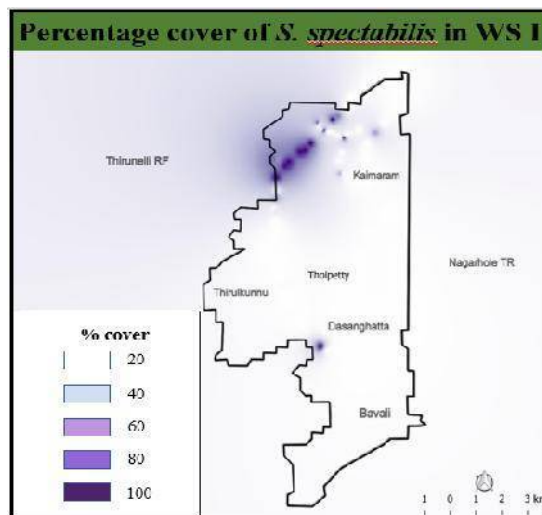 Percentage cover of S. spectabilis in WS I
Thirunelli RF
Kaimaram
Nagarhole TR
Tholpetty
Thirulkunnu
Dasanghatta
% cover
20
40
60
80
100
Bavali
1 0 1 2 3 k